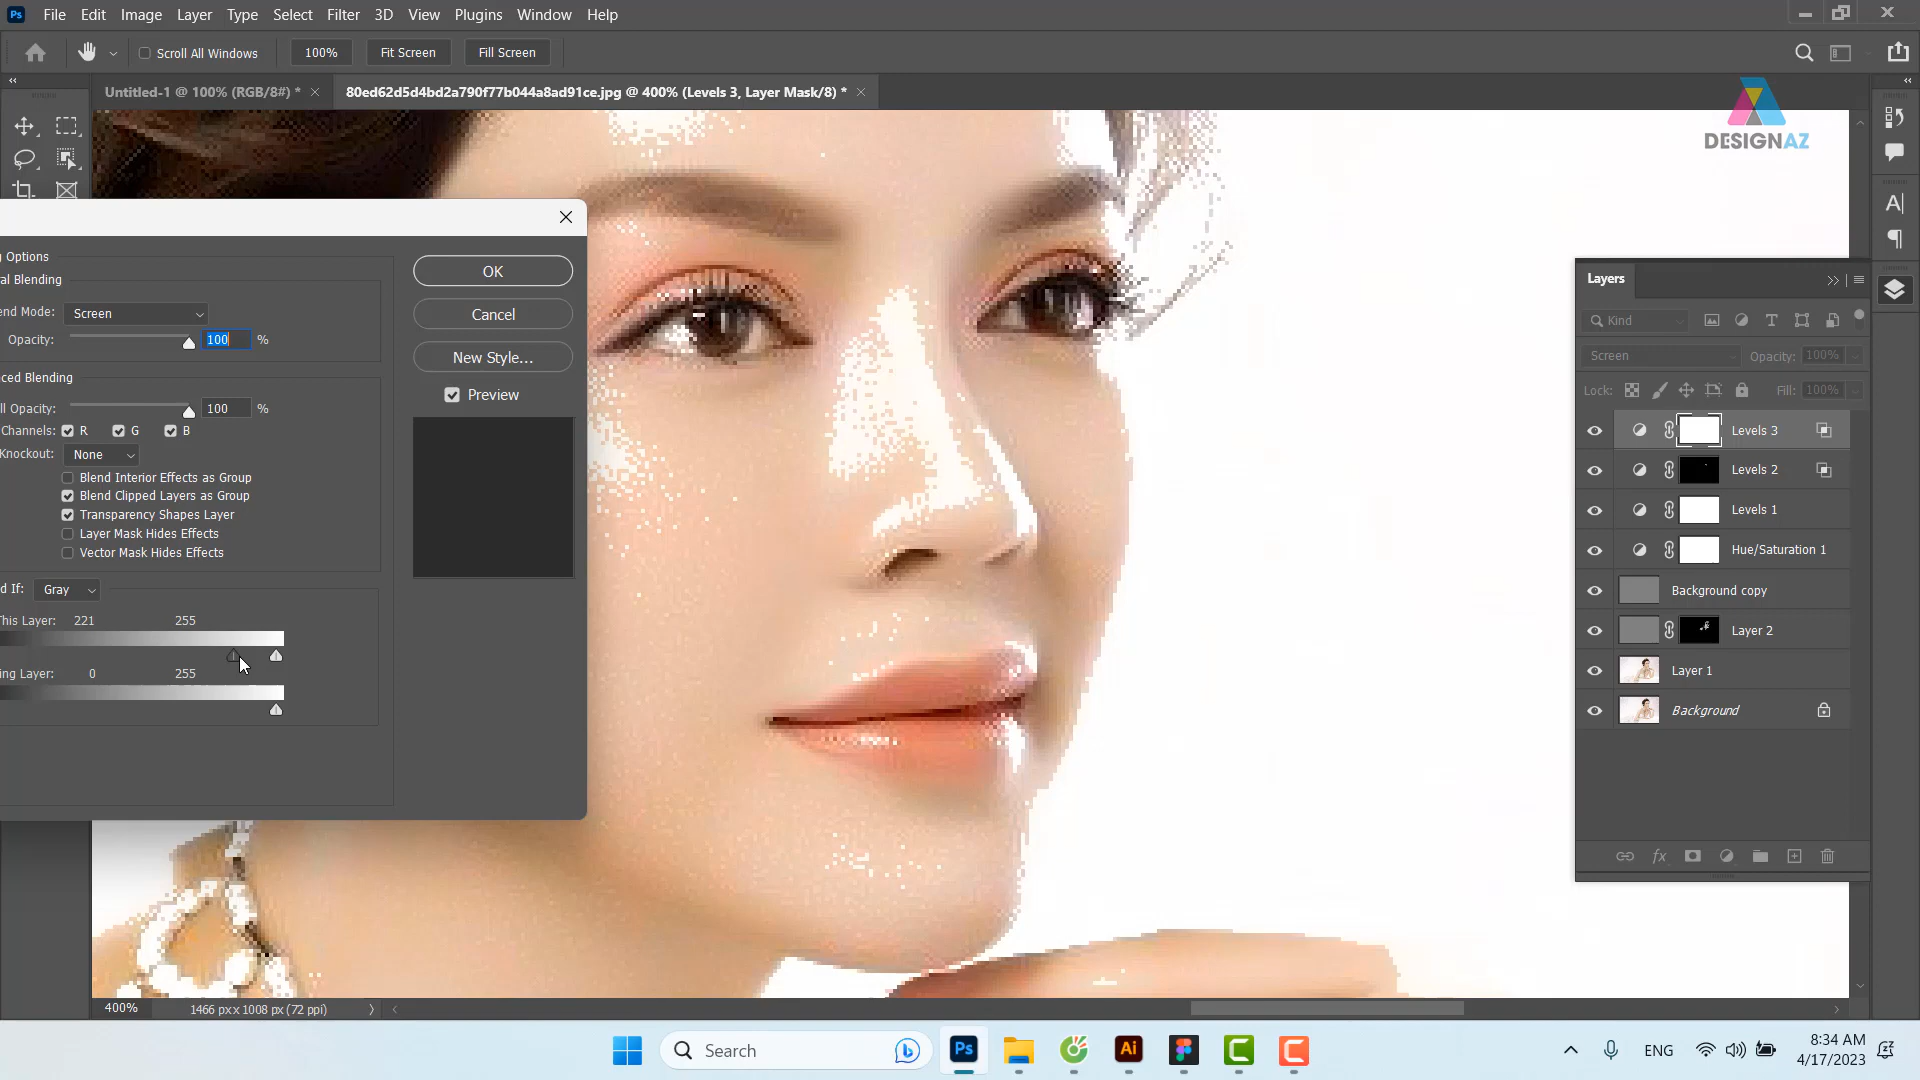 Ps File Edit Image Layer Type Select Filter 3D View Plugins Window Help
Scroll All Windows 100% Fit Screen Fill Screen
Untitled-1 @ 100% (RGB/8#) * 80ed62d5d4bd2a790f77b044a8ad91ce.jpg @ 400% (Levels 3, Layer Mask/8) *
DESIGNAZ
g Options
ral Blending
end Mode: Screen
Opacity: 100 %
ced Blending
ll Opacity: 100 %
Channels: R G B
Knockout: None
Blend Interior Effects as Group
Blend Clipped Layers as Group
Transparency Shapes Layer
Layer Mask Hides Effects
Vector Mask Hides Effects
d If: Gray
This Layer: 221 255
ing Layer: 0 255
OK
Cancel
New Style...
Preview
Layers
Kind
Screen Opacity: 100%
Lock: Fill: 100%
Levels 3
Levels 2
Levels 1
Hue/Saturation 1
Background copy
Layer 2
Layer 1
Background
fx
400% 1466 px x 1008 px (72 ppi)
Search
Ps
Ai
ENG
8:34 AM
4/17/2023